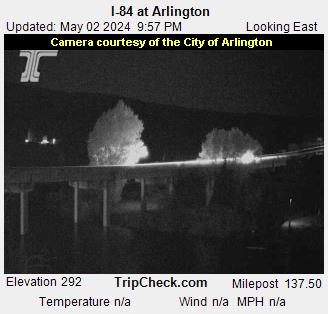 I-84 at Arlington
Updated: May 02 2024 9:57 PM Looking East
Camera courtesy of the City of Arlington
Elevation 292 TripCheck.com Milepost 137.50
Temperature n/a Wind n/a MPH n/a